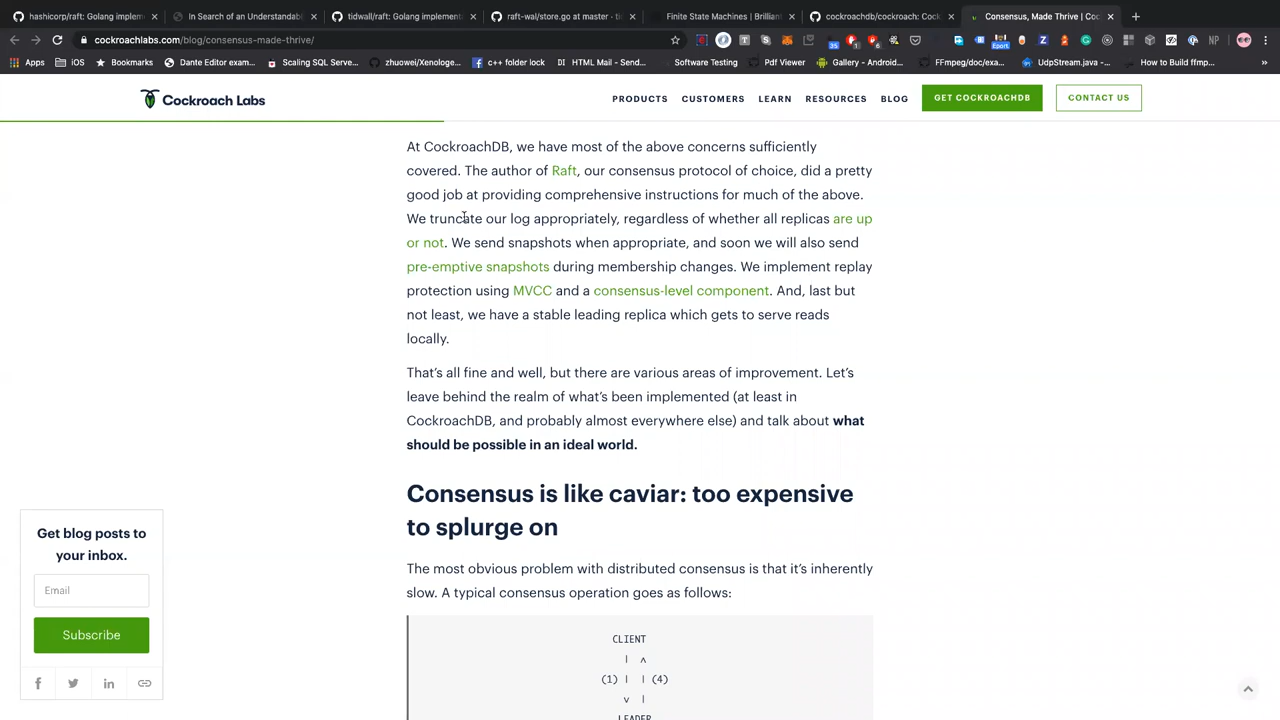 hashicorp/raft: Golang implemen
In Search of an Understandabl
tidwall/raft: Golang implement
raft-wal/store.go at master · ti
Finite State Machines | Brillian
cockroachdb/cockroach: Cock
Consensus, Made Thrive | Coc
cockroachlabs.com/blog/consensus-made-thrive/
Apps
iOS
Bookmarks
Dante Editor exam...
Scaling SQL Serve...
zhuowei/Xenologe...
c++ folder lock
HTML Mail - Send...
Software Testing
Pdf Viewer
Gallery - Android...
FFmpeg/doc/exa...
UdpStream.java -...
How to Build ffmp...
Cockroach Labs
PRODUCTS
CUSTOMERS
LEARN
RESOURCES
BLOG
GET COCKROACHDB
CONTACT US
At CockroachDB, we have most of the above concerns sufficiently
covered. The author of Raft, our consensus protocol of choice, did a pretty
good job at providing comprehensive instructions for much of the above.
We truncate our log appropriately, regardless of whether all replicas are up
or not. We send snapshots when appropriate, and soon we will also send
pre-emptive snapshots during membership changes. We implement replay
protection using MVCC and a consensus-level component. And, last but
not least, we have a stable leading replica which gets to serve reads
locally.
That's all fine and well, but there are various areas of improvement. Let's
leave behind the realm of what's been implemented (at least in
CockroachDB, and probably almost everywhere else) and talk about what
should be possible in an ideal world.
Consensus is like caviar: too expensive
to splurge on
The most obvious problem with distributed consensus is that it's inherently
slow. A typical consensus operation goes as follows:
CLIENT
| ^
(1) | | (4)
v |
LEADER
Get blog posts to
your inbox.
Email
Subscribe